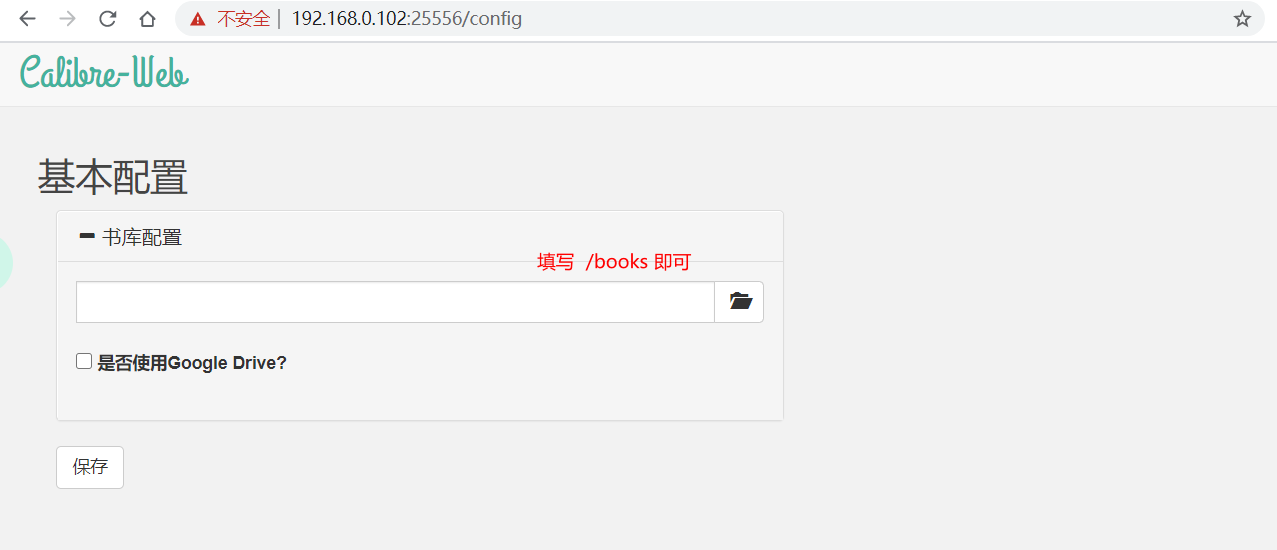 不安全 | 192.168.0.102:25556/config
Calibre-Web
基本配置
书库配置
填写 /books 即可
是否使用Google Drive?
保存